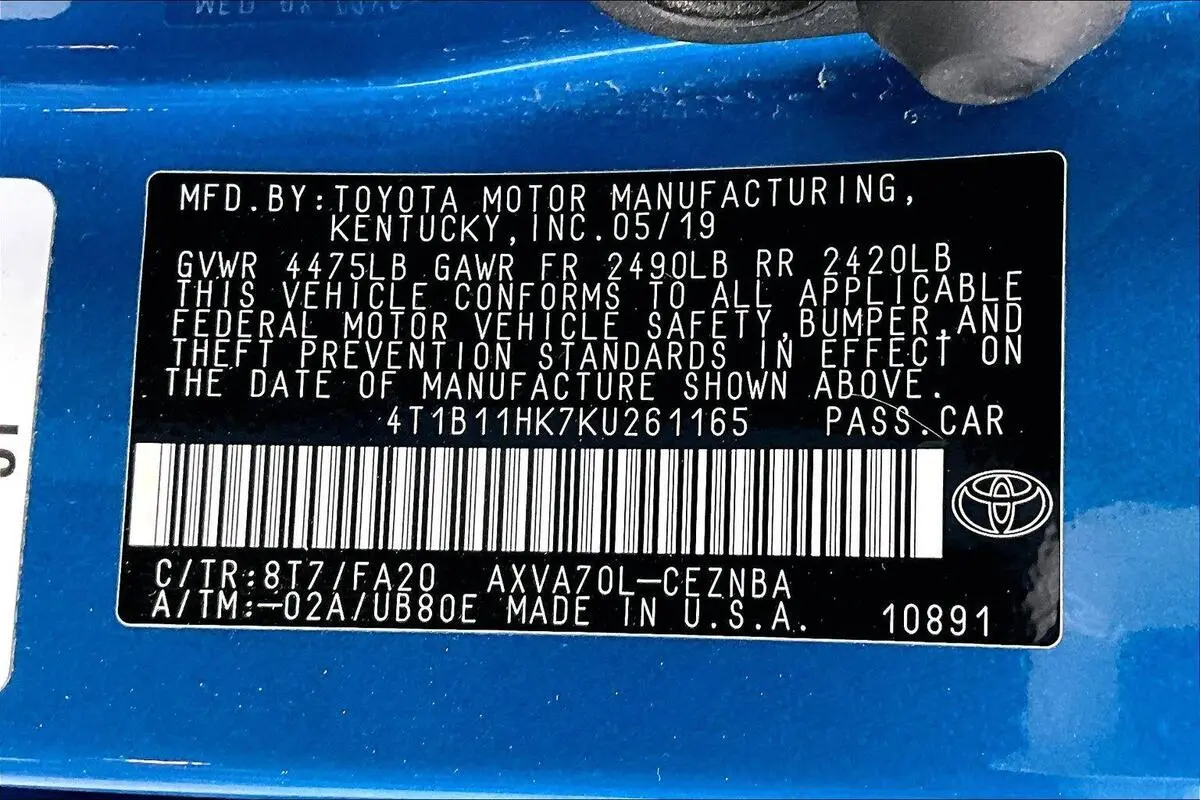 MFD.BY:TOYOTA MOTOR MANUFACTURING,
KENTUCKY,INC.05/19
GVWR 4475LB GAWR FR 2490LB RR 2420LB
THIS VEHICLE CONFORMS TO ALL APPLICABLE
FEDERAL MOTOR VEHICLE SAFETY,BUMPER,AND
THEFT PREVENTION STANDARDS IN EFFECT ON
THE DATE OF MANUFACTURE SHOWN ABOVE.
4T1B11HK7KU261165 PASS.CAR
C/TR:8T7/FA20 AXVA70L-CEZNBA
A/TM:-02A/UB80E MADE IN U.S.A. 10891